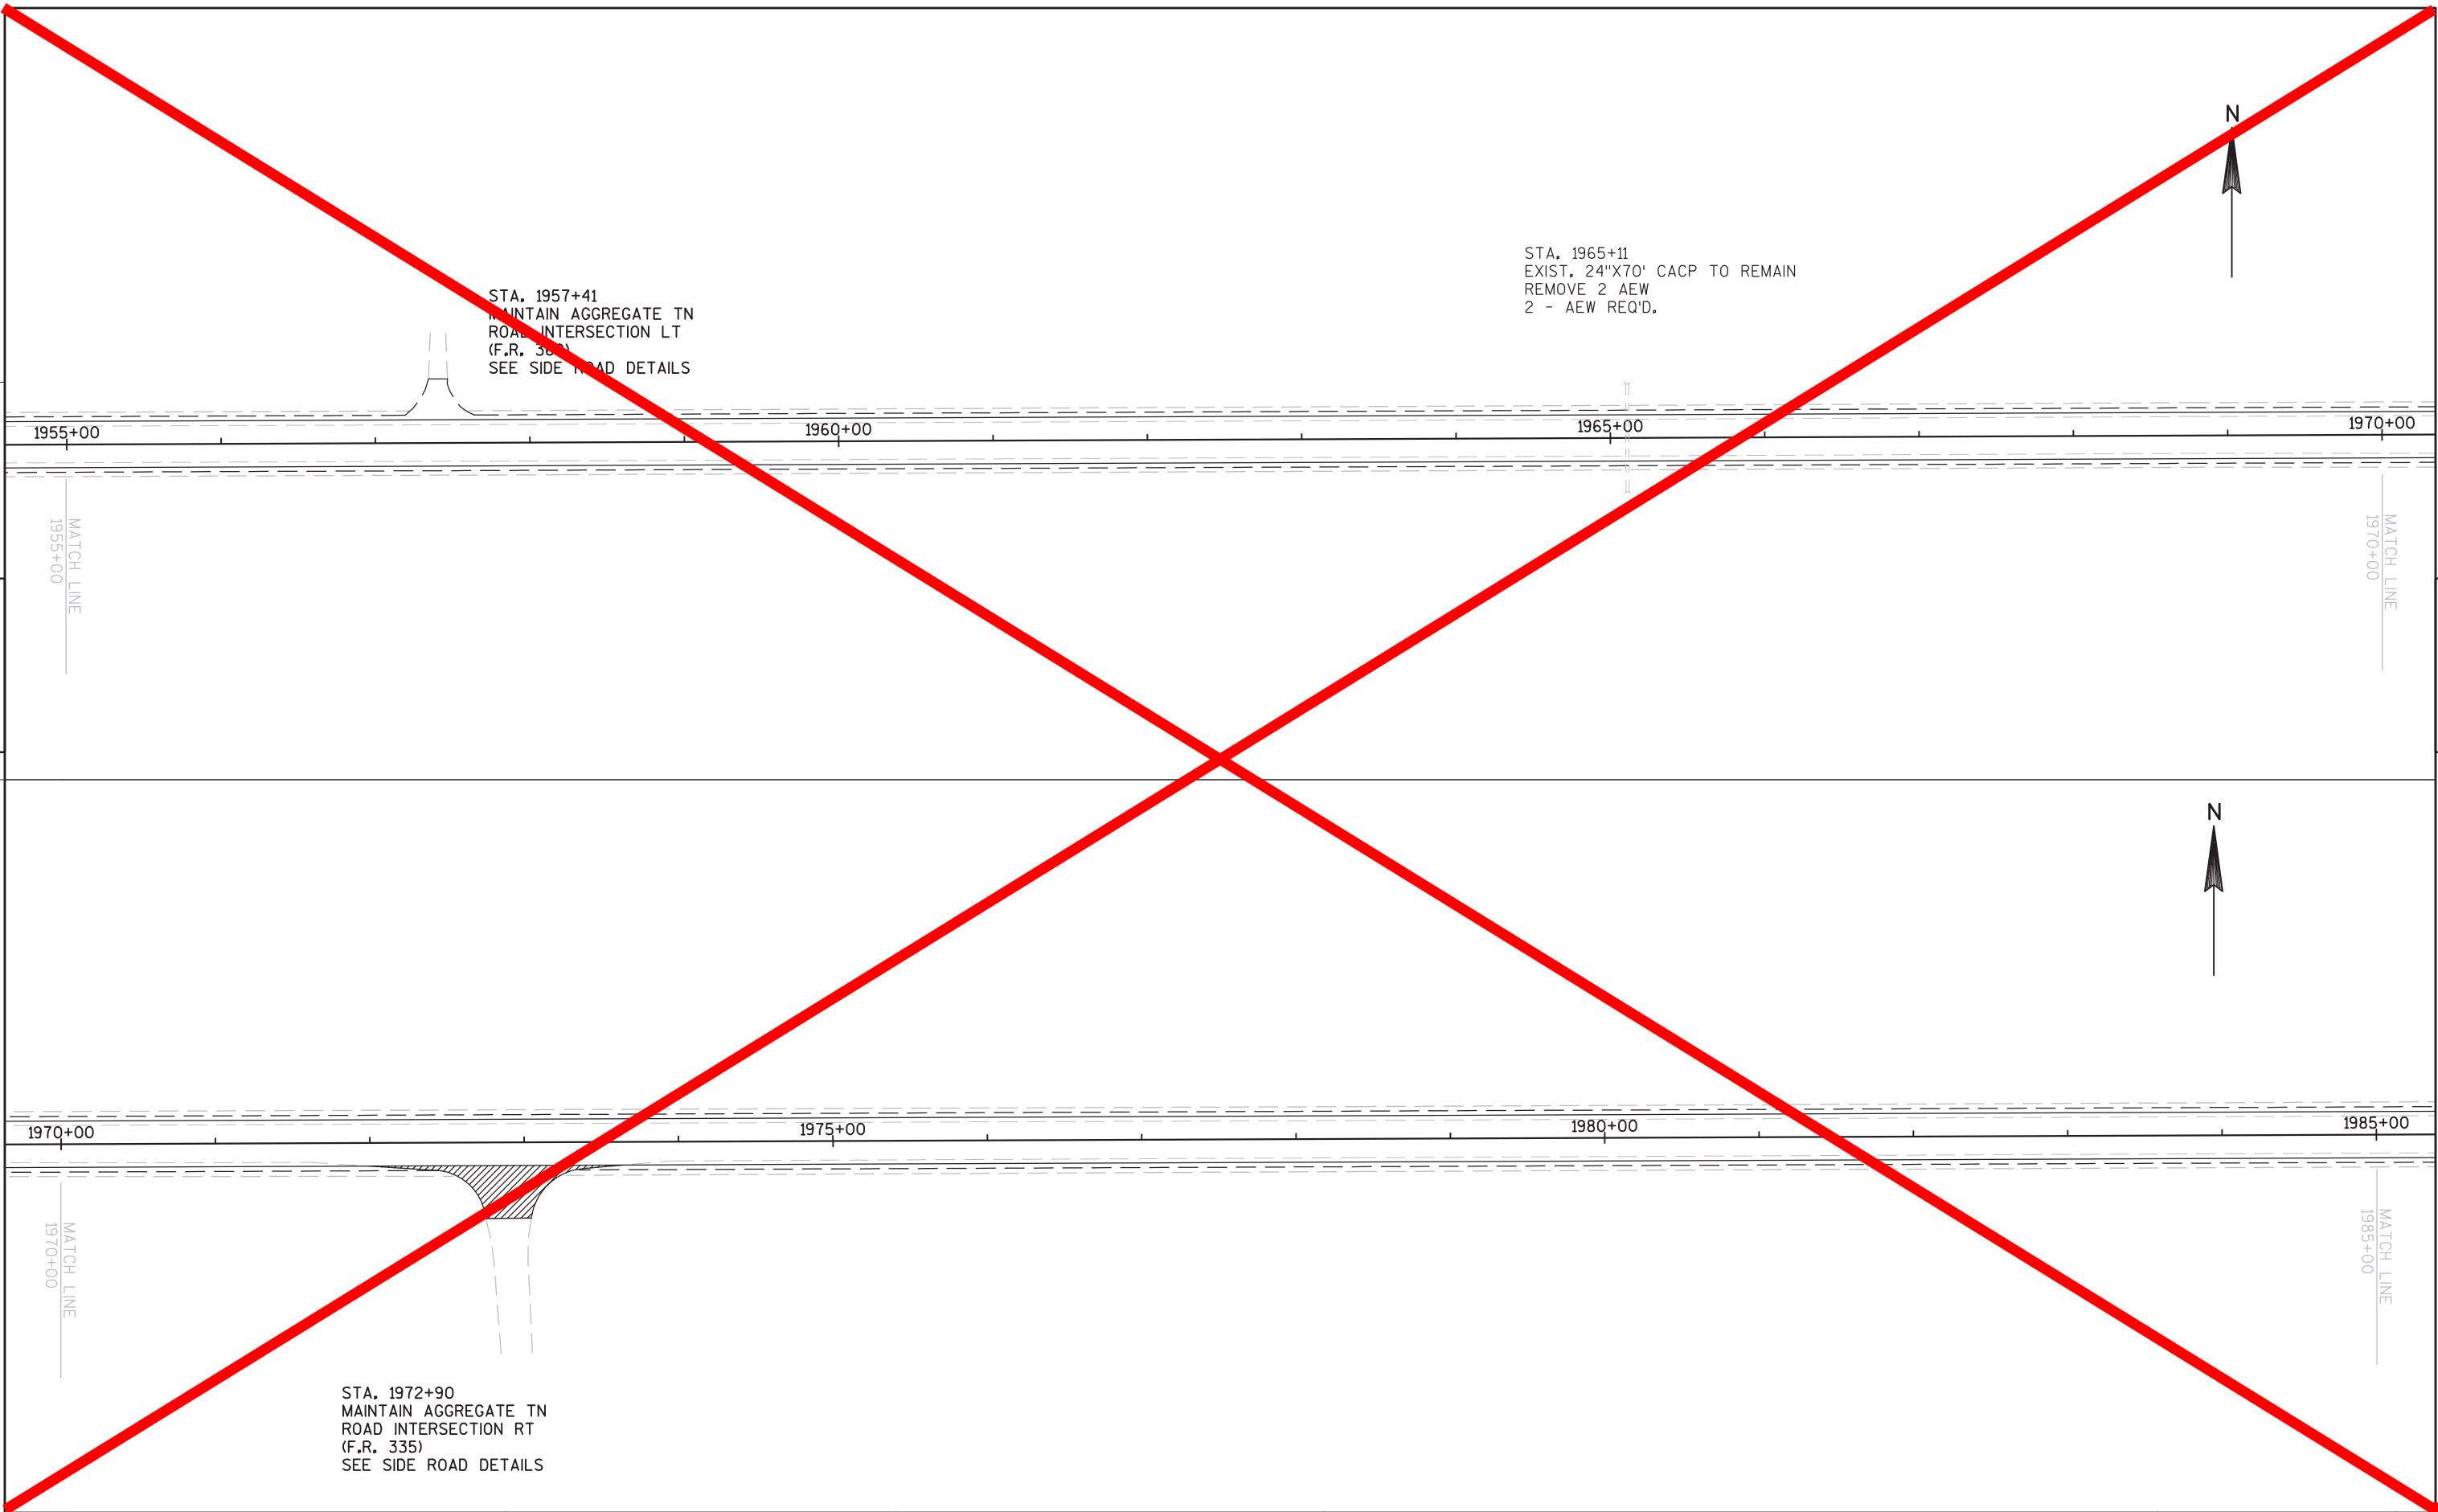 N
STA. 1957+41
MAINTAIN AGGREGATE TN
ROAD INTERSECTION LT
(F.R.
SEE SIDE ROAD DETAILS
STA. 1965+11
EXIST. 24"X70' CACP TO REMAIN
REMOVE 2 AEW
2 - AEW REQ'D.
1955+00
1960+00
1965+00
1970+00
MATCH LINE
1955+00
MATCH LINE
1970+00
N
1970+00
1975+00
1980+00
1985+00
MATCH LINE
1970+00
MATCH LINE
1985+00
STA. 1972+90
MAINTAIN AGGREGATE TN
ROAD INTERSECTION RT
(F.R. 335)
SEE SIDE ROAD DETAILS